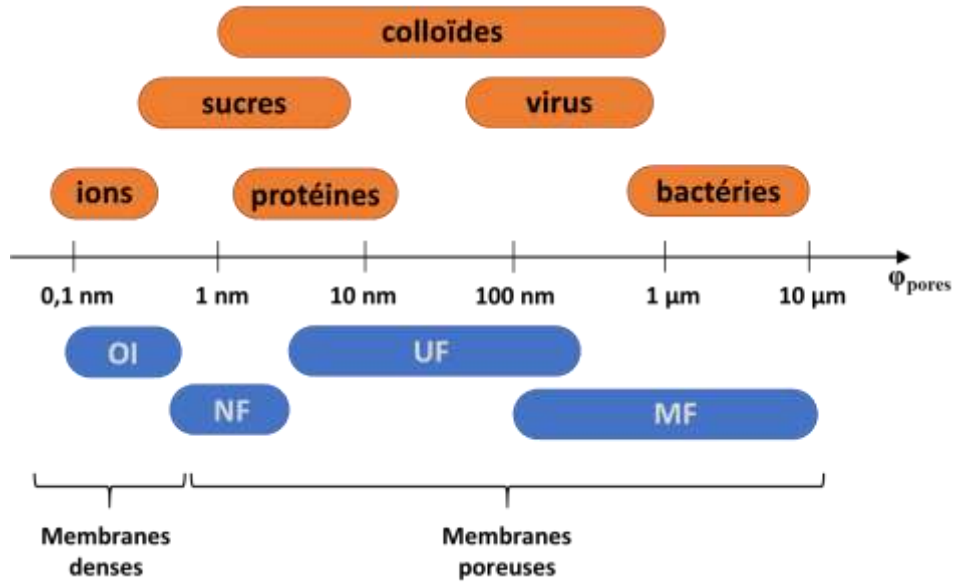 colloïdes
sucres
virus
ions
protéines
bactéries
0,1 nm
1 nm
10 nm
100 nm
1 µm
10 µm
φpores
OI
UF
NF
MF
Membranes
denses
Membranes
poreuses